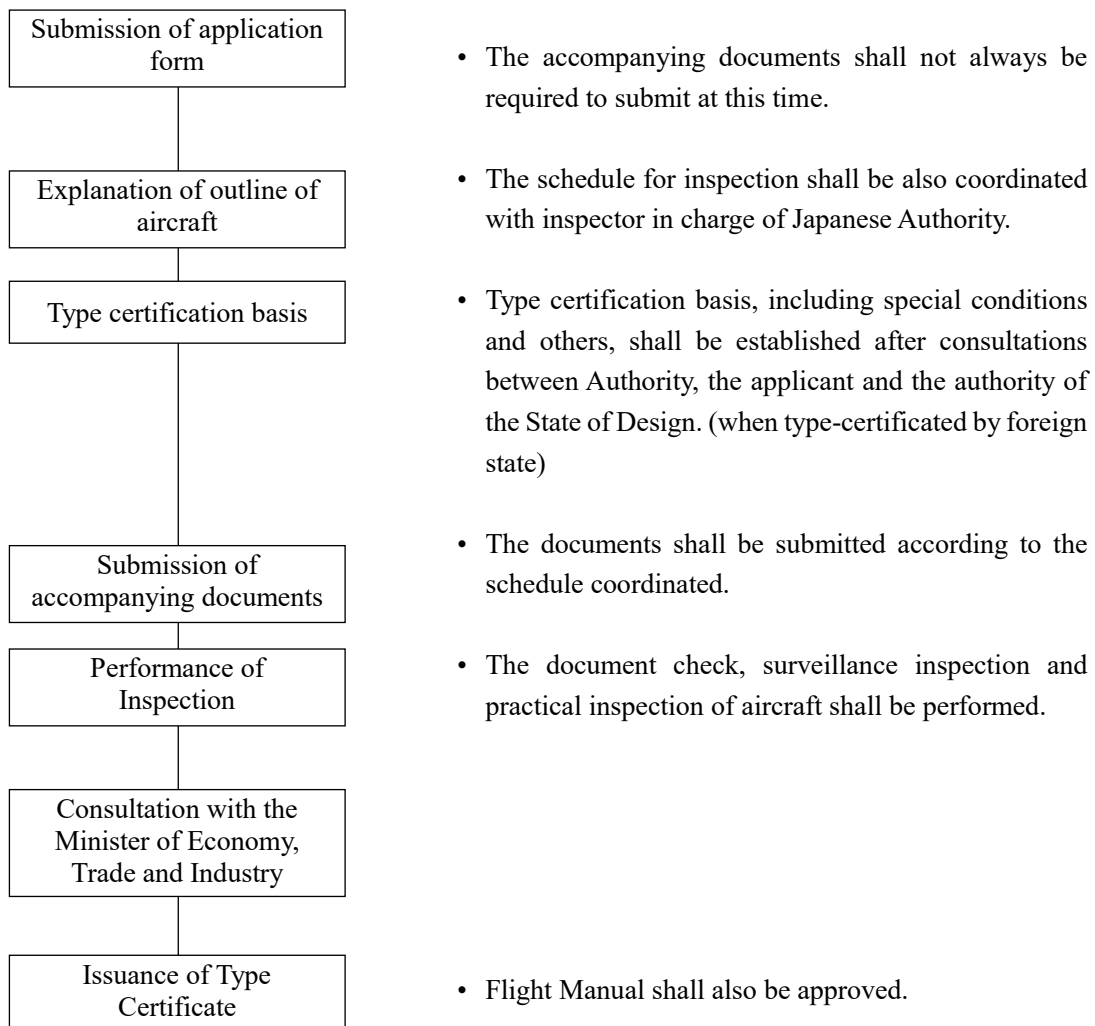 Submission of application
form
• The accompanying documents shall not always be
required to submit at this time.
Explanation of outline of
aircraft
• The schedule for inspection shall be also coordinated
with inspector in charge of Japanese Authority.
Type certification basis
• Type certification basis, including special conditions
and others, shall be established after consultations
between Authority, the applicant and the authority of
the State of Design. (when type-certificated by foreign
state)
Submission of
accompanying documents
• The documents shall be submitted according to the
schedule coordinated.
Performance of
Inspection
• The document check, surveillance inspection and
practical inspection of aircraft shall be performed.
Consultation with the
Minister of Economy,
Trade and Industry
Issuance of Type
Certificate
• Flight Manual shall also be approved.